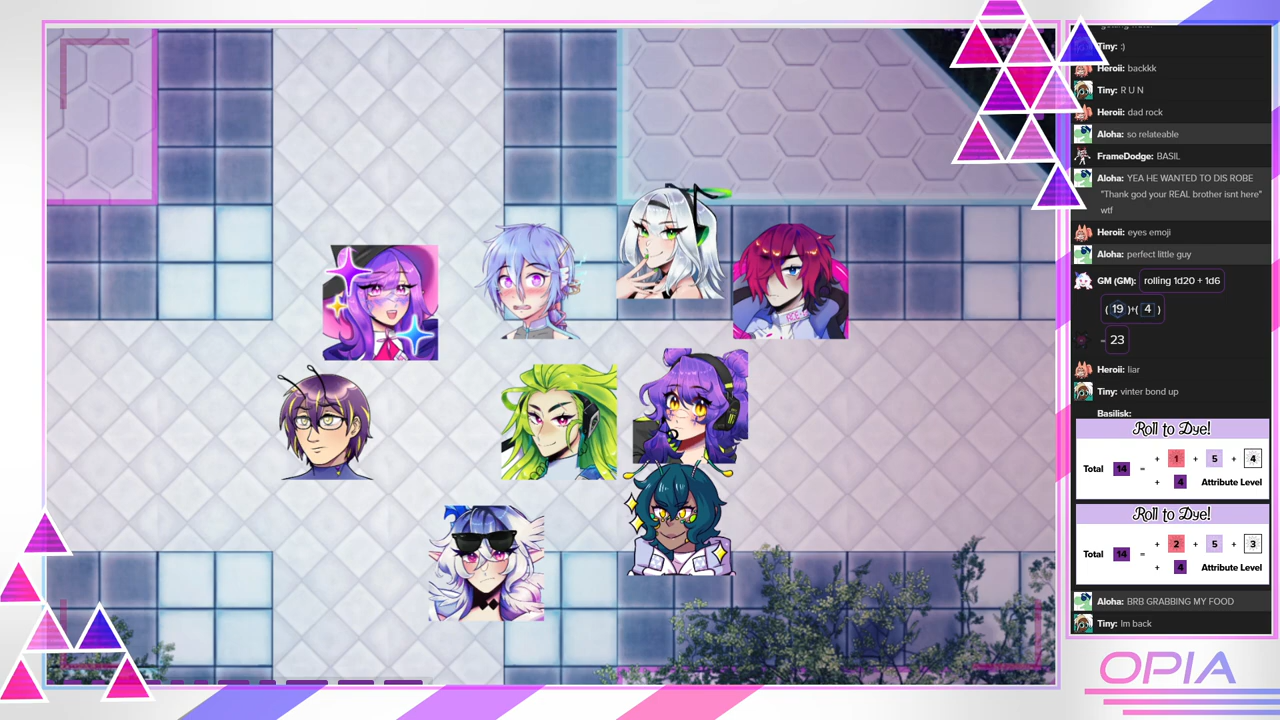 Tiny: :)
Heroii: backkk
Tiny: R U N
Heroii: dad rock
Aloha: so relateable
FrameDodge: BASIL
Aloha: YEA HE WANTED TO DIS ROBE
"Thank god your REAL brother isnt here"
wtf
Heroii: eyes emoji
Aloha: perfect little guy
GM (GM): rolling 1d20 + 1d6
( 19 )+( 4 )
= 23
Heroii: liar
Tiny: vinter bond up
Basilisk:
Roll to Dye!
Total 14 = + 1 + 5 + 4
+ 4 Attribute Level
Roll to Dye!
Total 14 = + 2 + 5 + 3
+ 4 Attribute Level
Aloha: BRB GRABBING MY FOOD
Tiny: Im back
OPIA